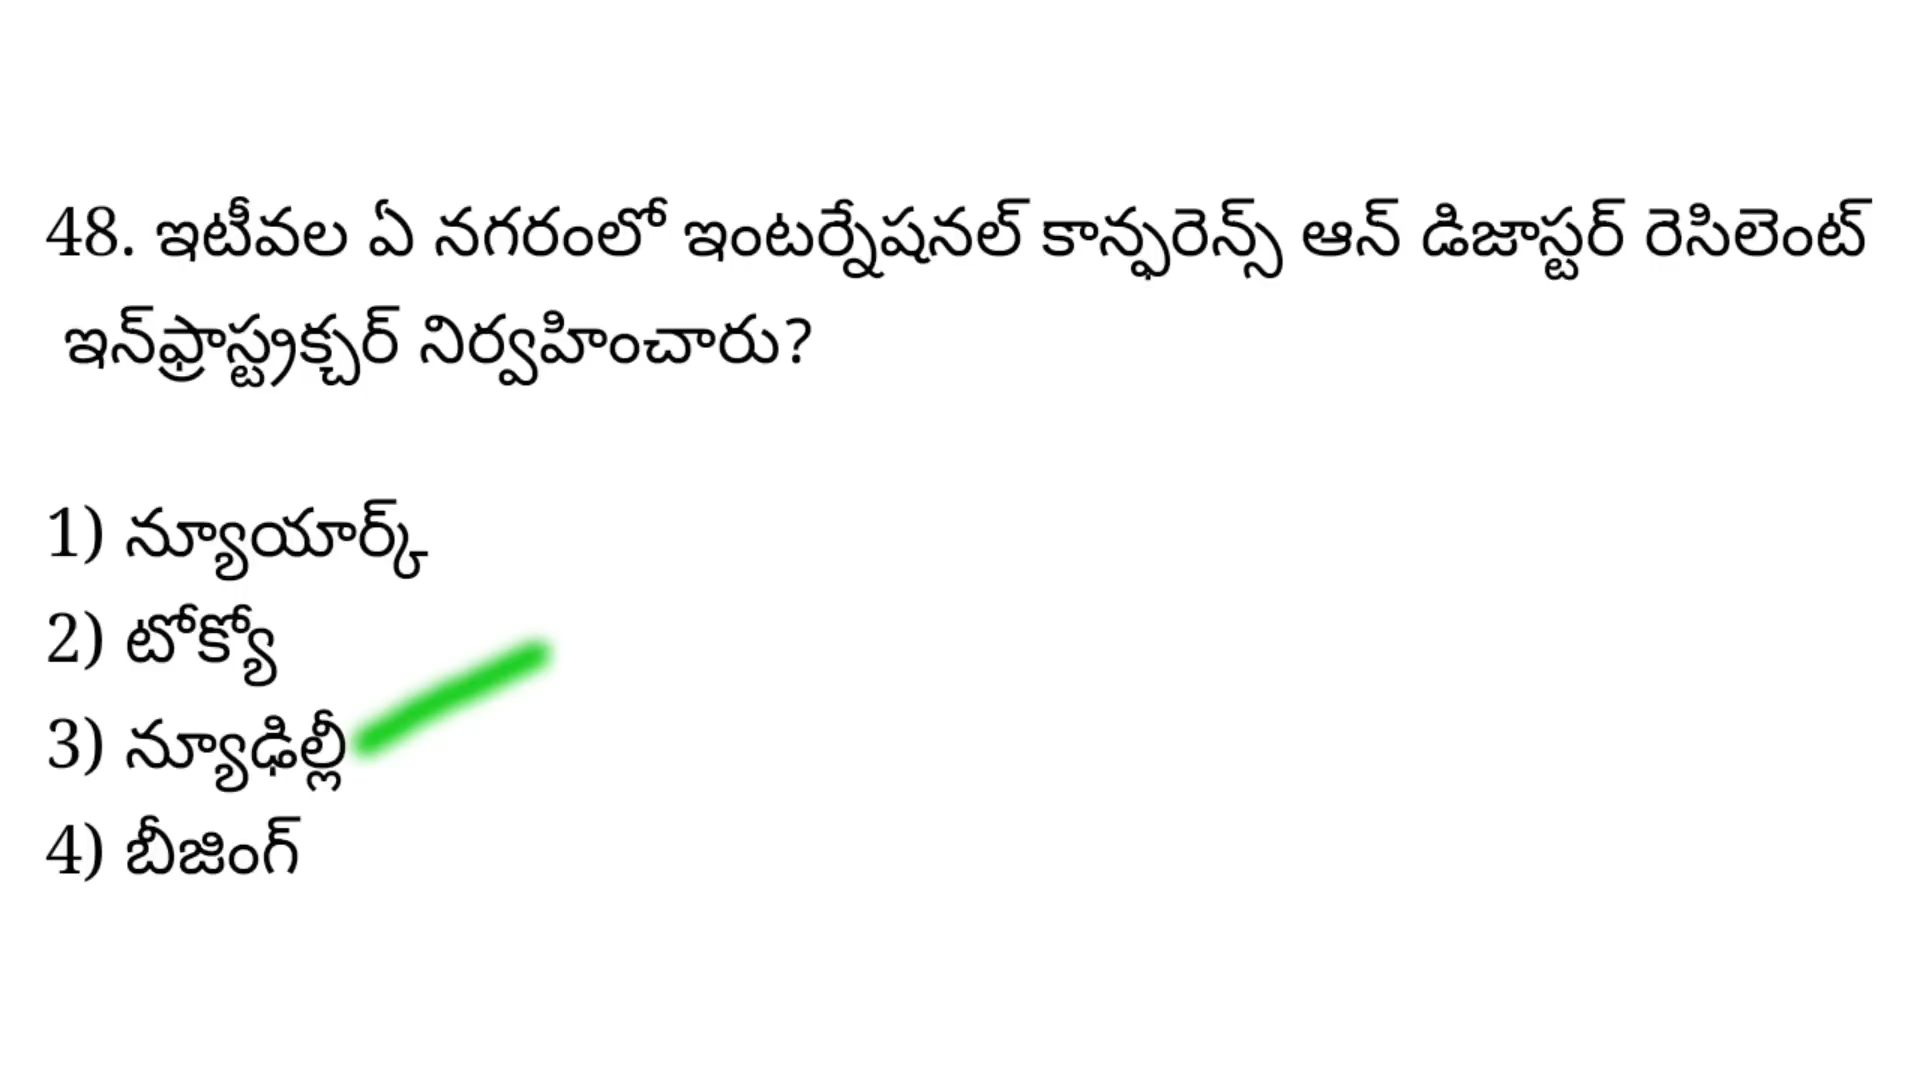 48. ఇటీవల ఏ నగరంలో ఇంటర్నేషనల్ కాన్ఫరెన్స్ ఆన్ డిజాస్టర్ రెసిలెంట్
ఇన్‌ఫ్రాస్ట్రక్చర్ నిర్వహించారు?
1) న్యూయార్క్
2) టోక్యో
3) న్యూఢిల్లీ
4) బీజింగ్